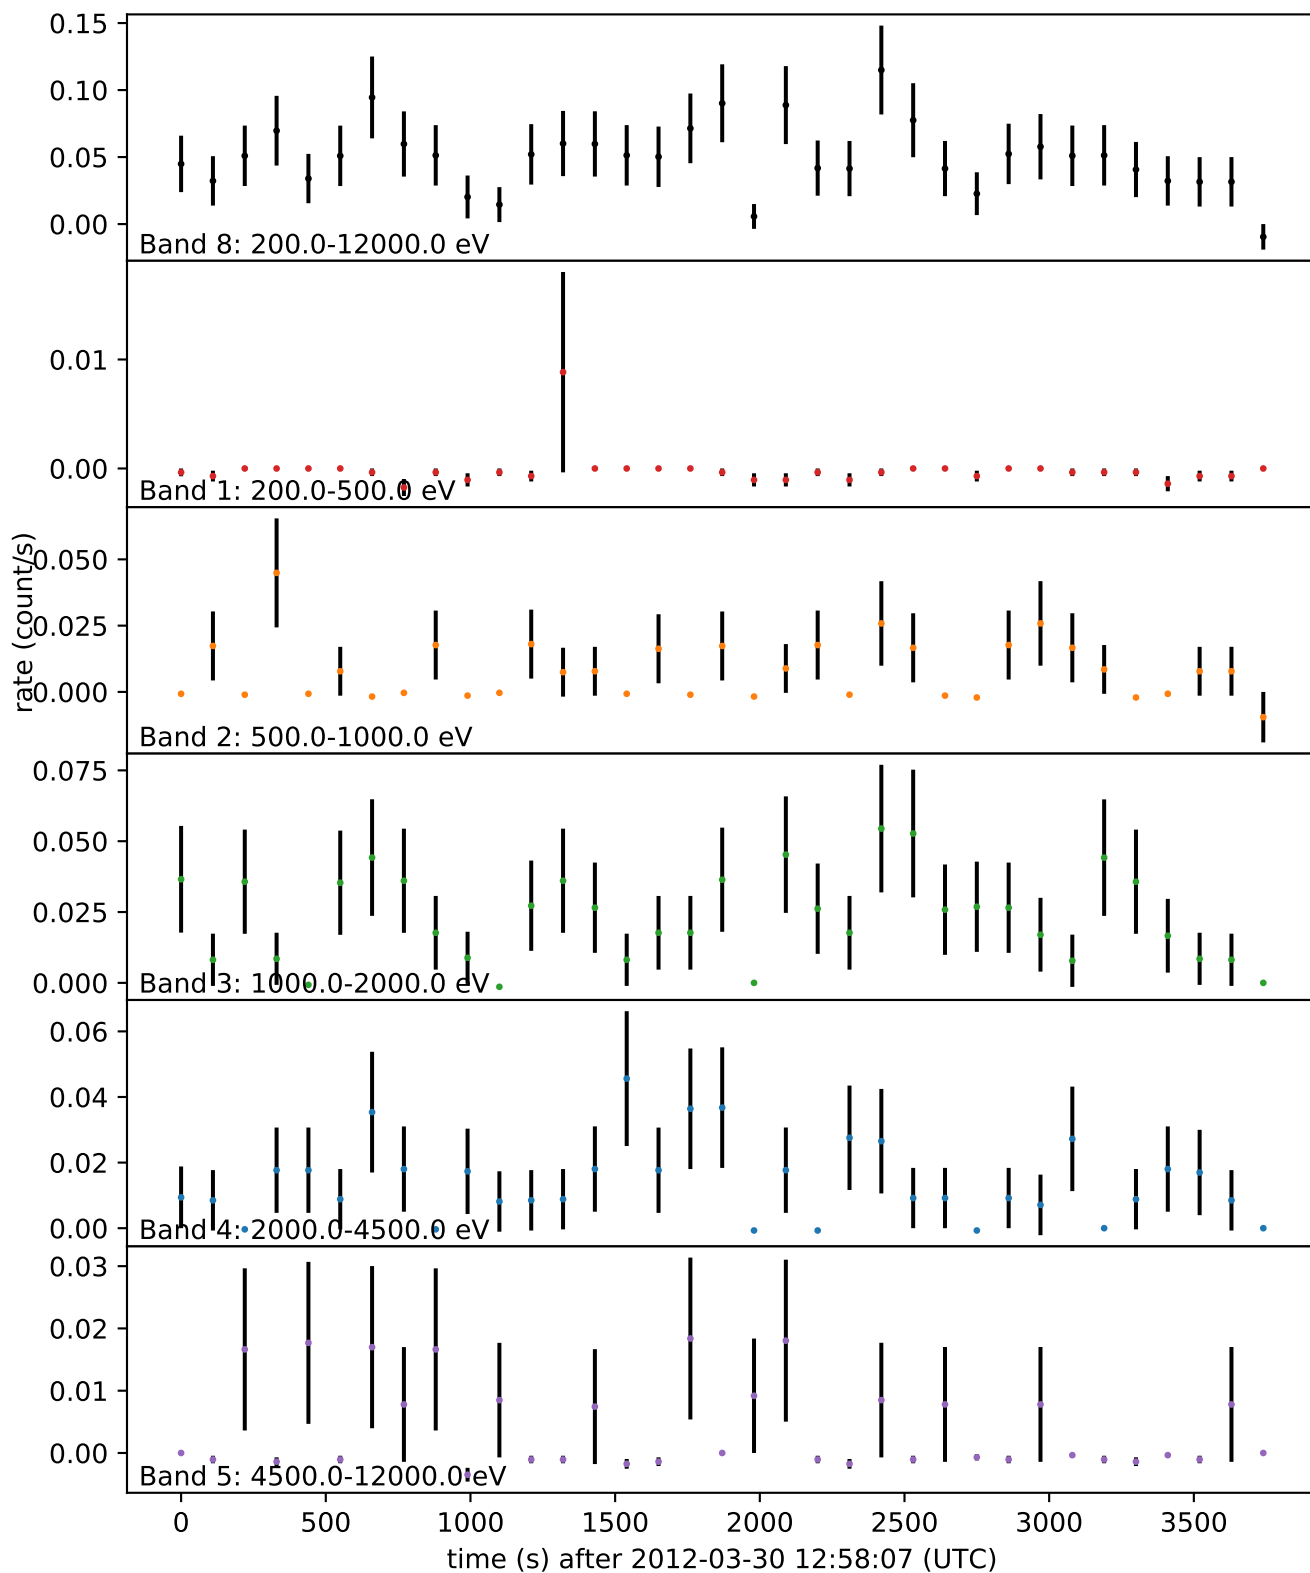 0.15
0.10
0.05
0.00
Band 8: 200.0-12000.0 eV
0.01
0.00
Band 1: 200.0-500.0 eV
rate (count/s)
0.050
0.025
0.000
Band 2: 500.0-1000.0 eV
0.075
0.050
0.025
0.000
Band 3: 1000.0-2000.0 eV
0.06
0.04
0.02
0.00
Band 4: 2000.0-4500.0 eV
0.03
0.02
0.01
0.00
Band 5: 4500.0-12000.0 eV
0 500 1000 1500 2000 2500 3000 3500
time (s) after 2012-03-30 12:58:07 (UTC)